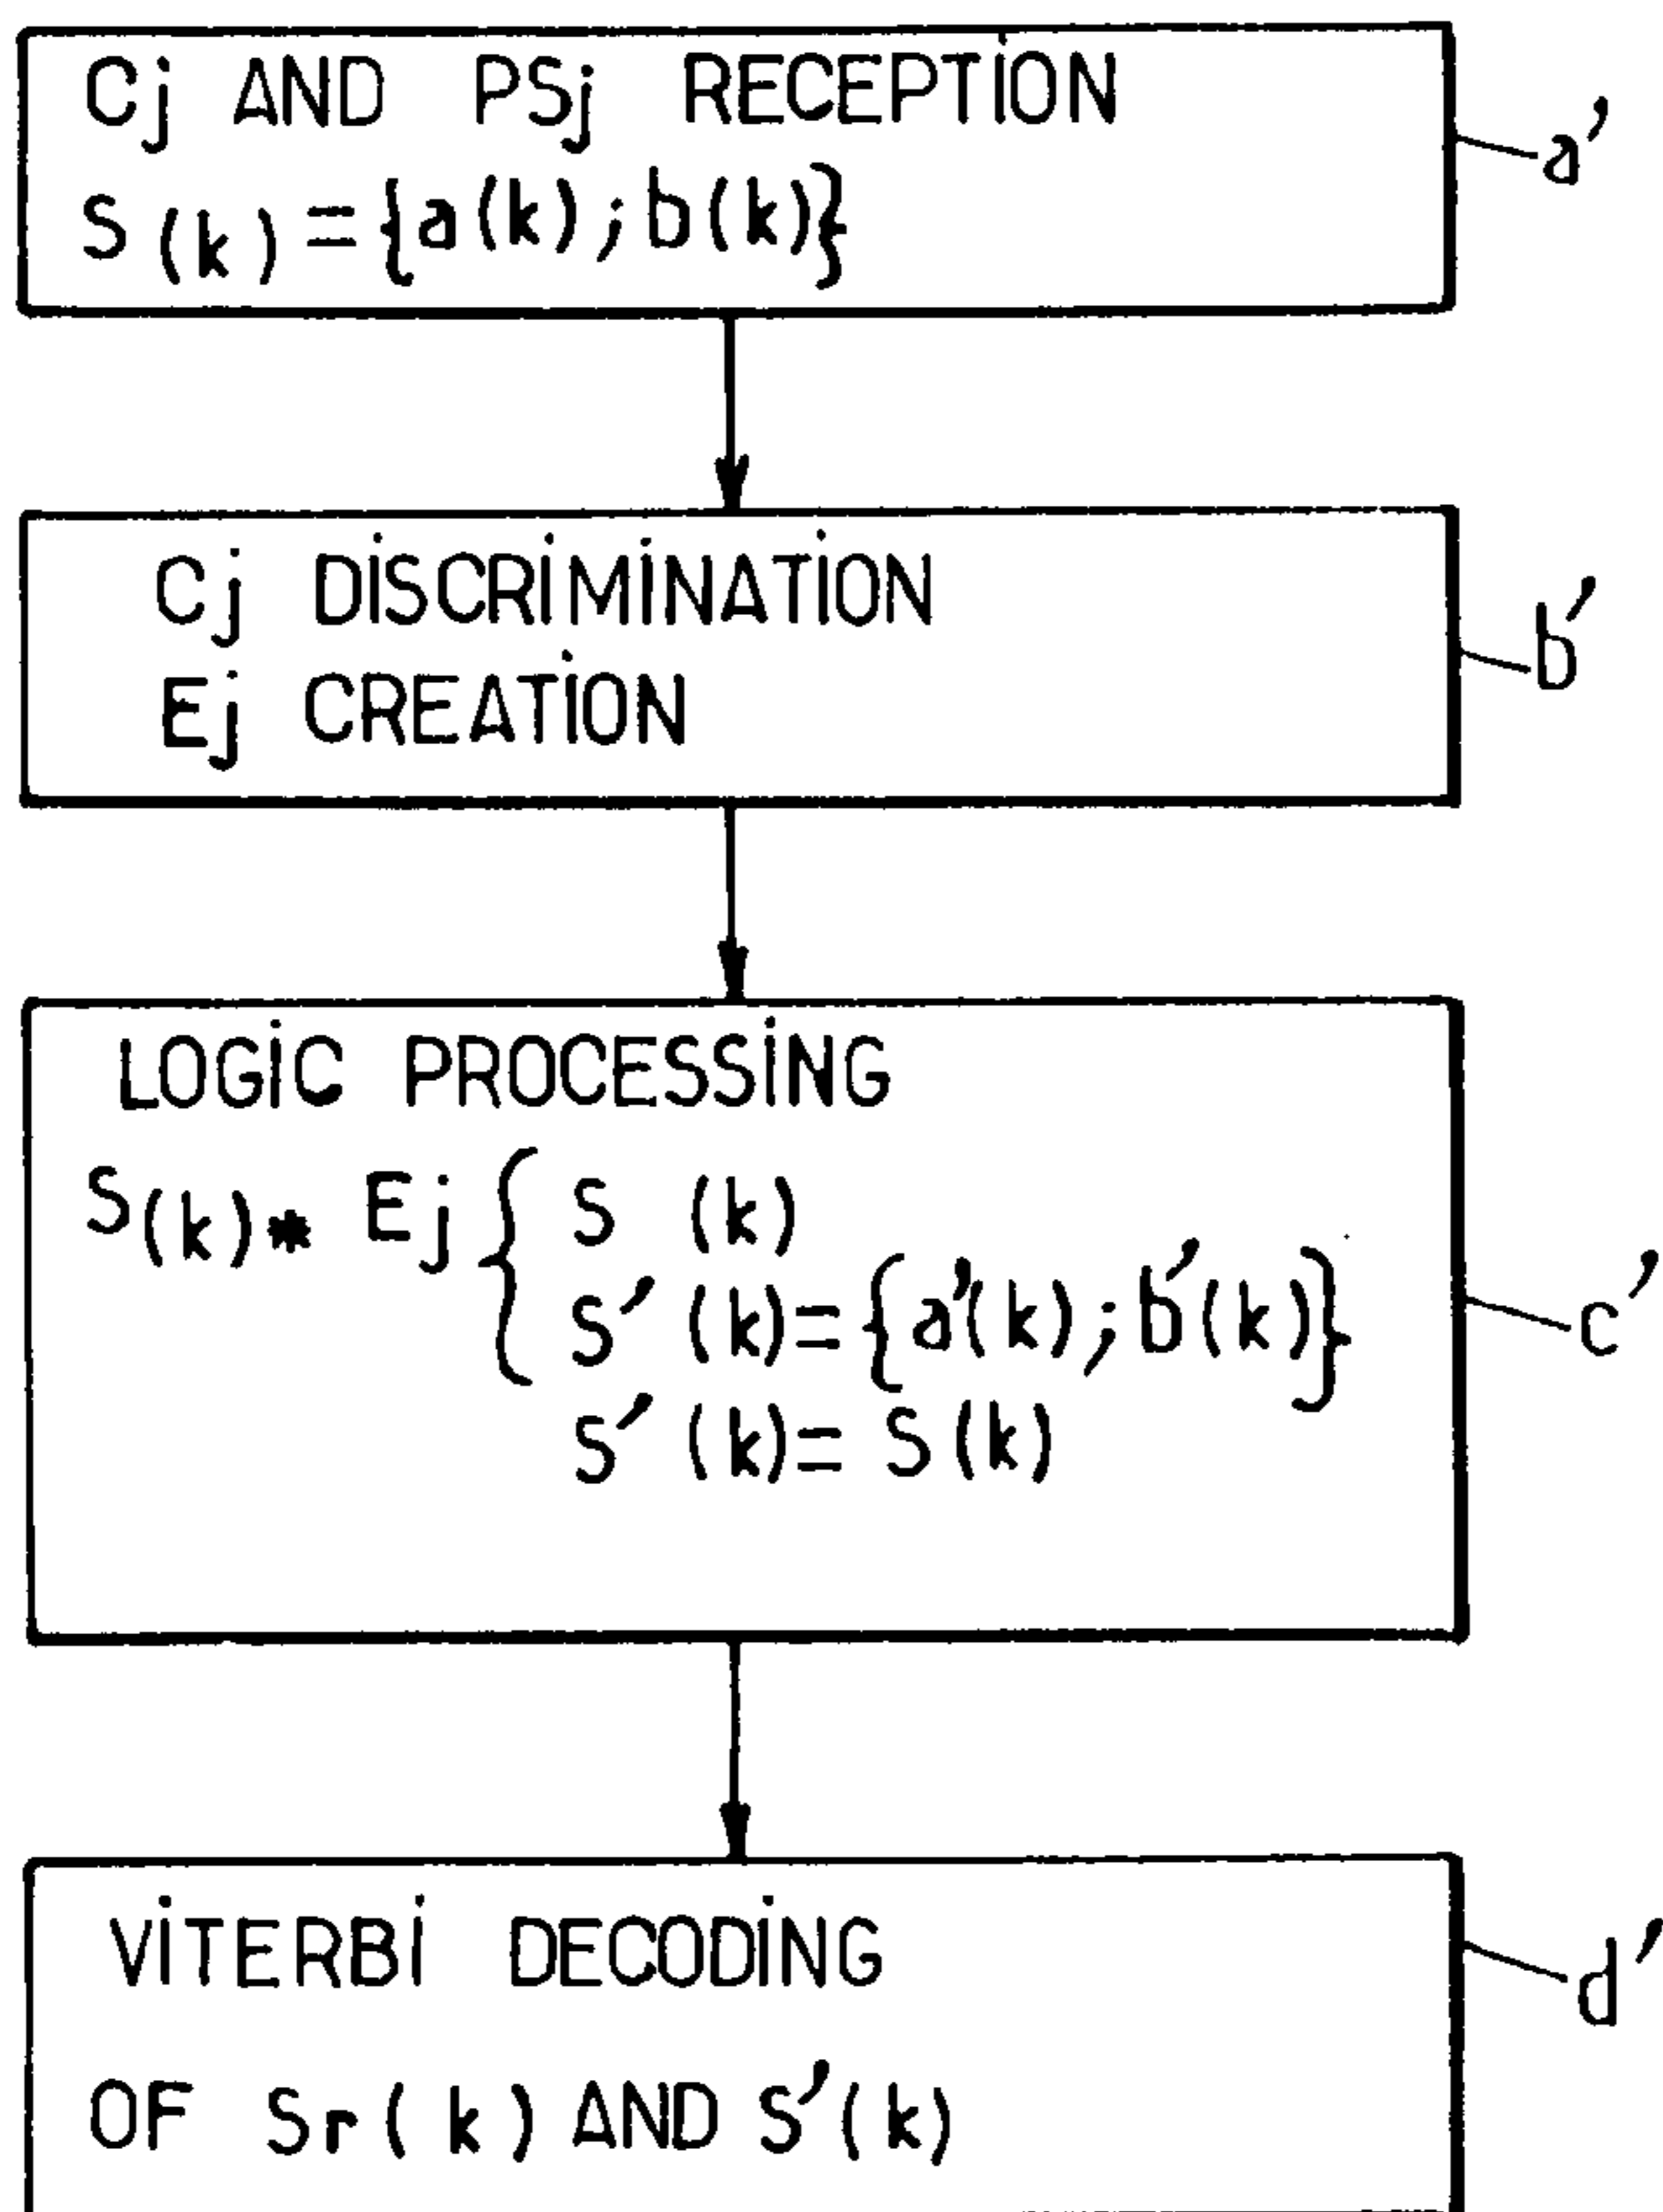 Cj AND PSj RECEPTION
S(k) = {a(k);b(k)}
a'
Cj DISCRIMINATION
Ej CREATION
b'
LOGIC PROCESSING
S(k)* Ej { S (k)
S'(k)={a'(k);b'(k)}
S'(k)= S(k)
c'
VITERBI DECODING
OF Sr(k) AND S'(k)
d'